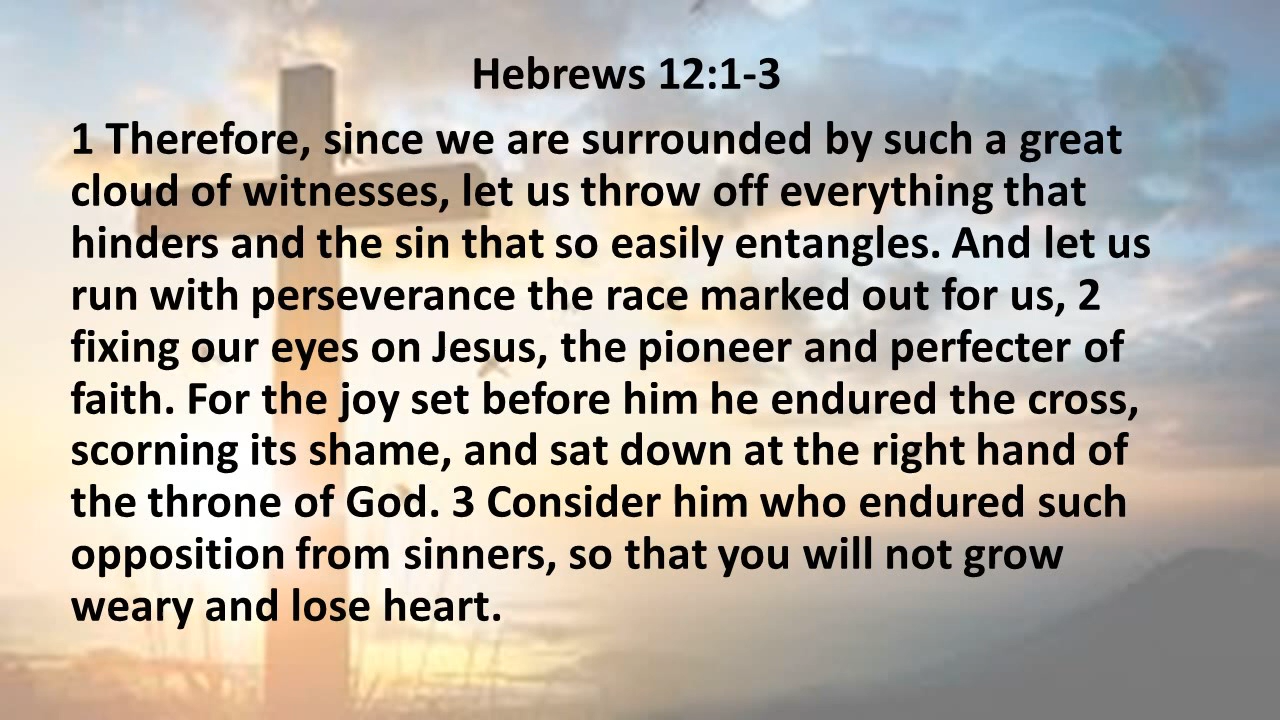 Hebrews 12:1-3
1 Therefore, since we are surrounded by such a great
cloud of witnesses, let us throw off everything that
hinders and the sin that so easily entangles. And let us
run with perseverance the race marked out for us, 2
fixing our eyes on Jesus, the pioneer and perfecter of
faith. For the joy set before him he endured the cross,
scorning its shame, and sat down at the right hand of
the throne of God. 3 Consider him who endured such
opposition from sinners, so that you will not grow
weary and lose heart.